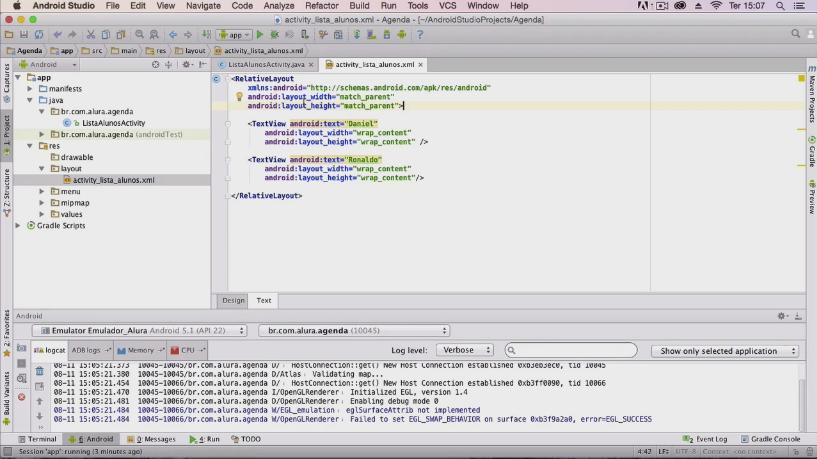 Android Studio File Edit View Navigate Code Analyze Refactor Build Run Tools VCS Window Help Ter 15:07
activity_lista_alunos.xml - Agenda - [~/AndroidStudioProjects/Agenda]
app
Agenda app src main res layout activity_lista_alunos.xml
Android ListaAlunosActivity.java × activity_lista_alunos.xml ×
Captures
1: Project
7: Structure
2: Favorites
Build Variants
Maven Projects
Gradle
Preview
app
manifests
java
br.com.alura.agenda
ListaAlunosActivity
br.com.alura.agenda (androidTest)
res
drawable
layout
activity_lista_alunos.xml
menu
mipmap
values
Gradle Scripts
<RelativeLayout
xmlns:android="http://schemas.android.com/apk/res/android"
android:layout_width="match_parent"
android:layout_height="match_parent">
<TextView android:text="Daniel"
android:layout_width="wrap_content"
android:layout_height="wrap_content" />
<TextView android:text="Ronaldo"
android:layout_width="wrap_content"
android:layout_height="wrap_content"/>
</RelativeLayout>
Design Text
Android
Emulator Emulador_Alura Android 5.1 (API 22) br.com.alura.agenda (10045)
logcat ADB logs Memory CPU Log level: Verbose Show only selected application
08-11 15:05:21.373 10045-10045/br.com.alura.agenda D/﹕ HostConnection::get() New Host Connection established 0xb3eb3ec0, tid 10045
08-11 15:05:21.421 10045-10045/br.com.alura.agenda D/Atlas﹕ Validating map...
08-11 15:05:21.454 10045-10066/br.com.alura.agenda D/﹕ HostConnection::get() New Host Connection established 0xb3ff0090, tid 10066
08-11 15:05:21.460 10045-10066/br.com.alura.agenda I/OpenGLRenderer﹕ Initialized EGL, version 1.4
08-11 15:05:21.484 10045-10066/br.com.alura.agenda D/OpenGLRenderer﹕ Enabling debug mode 0
08-11 15:05:21.484 10045-10066/br.com.alura.agenda W/EGL_emulation﹕ eglSurfaceAttrib not implemented
08-11 15:05:21.484 10045-10066/br.com.alura.agenda W/OpenGLRenderer﹕ Failed to set EGL_SWAP_BEHAVIOR on surface 0xb3f9a2a0, error=EGL_SUCCESS
Terminal 6: Android 0: Messages 4: Run TODO Event Log Gradle Console
Session 'app': running (3 minutes ago) 4:42 LF÷ UTF-8 Context: <no context>